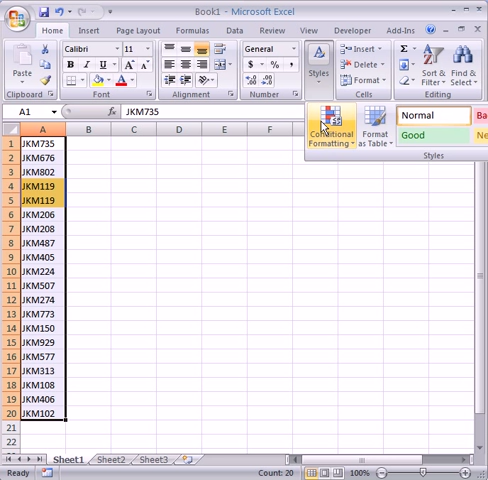 Book1 - Microsoft Excel
Home Insert Page Layout Formulas Data Review View Developer Add-Ins
Paste
Clipboard
Calibri 11
B I U
Font
Alignment
General
$ % ,
Number
Styles
Insert
Delete
Format
Cells
Σ
Sort & Filter
Find & Select
Editing
A1 fx JKM735
Conditional Formatting
Format as Table
Normal
Good
Styles
A B C D E F
1 JKM735
2 JKM676
3 JKM802
4 JKM119
5 JKM119
6 JKM206
7 JKM208
8 JKM487
9 JKM405
10 JKM224
11 JKM507
12 JKM274
13 JKM773
14 JKM150
15 JKM929
16 JKM577
17 JKM313
18 JKM108
19 JKM406
20 JKM102
21
22
Sheet1 Sheet2 Sheet3
Ready Count: 20 100%